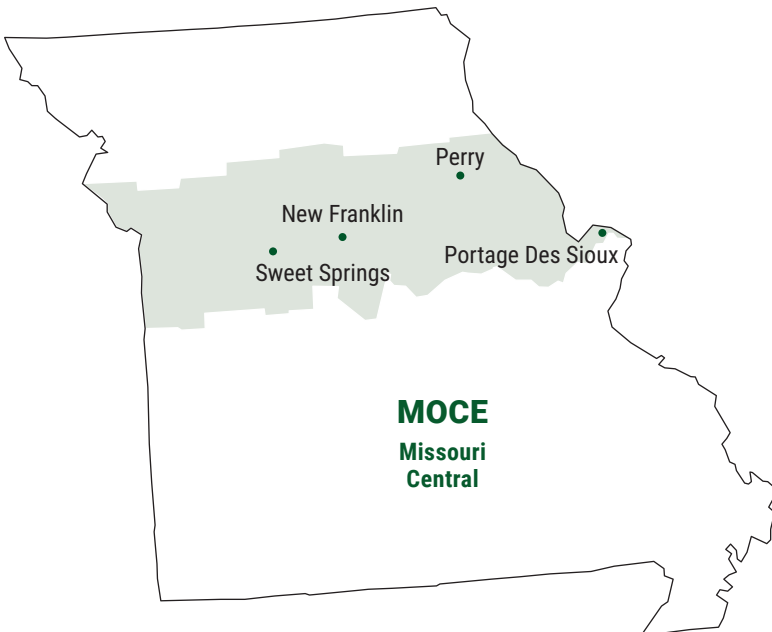 Perry
New Franklin
Portage Des Sioux
Sweet Springs
MOCE
Missouri
Central